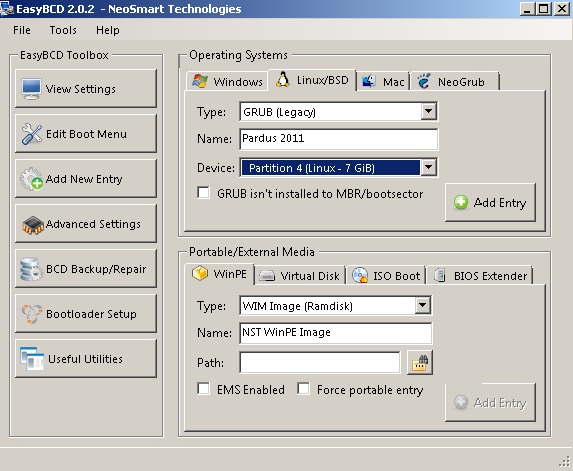 EasyBCD 2.0.2 - NeoSmart Technologies
File Tools Help
EasyBCD Toolbox
View Settings
Edit Boot Menu
Add New Entry
Advanced Settings
BCD Backup/Repair
Bootloader Setup
Useful Utilities
Operating Systems
Windows Linux/BSD Mac NeoGrub
Type: GRUB (Legacy)
Name: Pardus 2011
Device: Partition 4 (Linux - 7 GiB)
GRUB isn't installed to MBR/bootsector
Add Entry
Portable/External Media
WinPE Virtual Disk ISO Boot BIOS Extender
Type: WIM Image (Ramdisk)
Name: NST WinPE Image
Path:
EMS Enabled Force portable entry
Add Entry